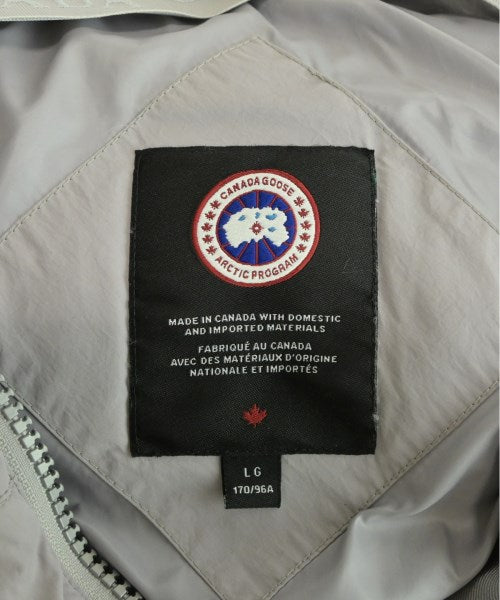 CANADA GOOSE
ARCTIC PROGRAM
MADE IN CANADA WITH DOMESTIC
AND IMPORTED MATERIALS
FABRIQUÉ AU CANADA
AVEC DES MATÉRIAUX D'ORIGINE
NATIONALE ET IMPORTÉS
LG
170/96A